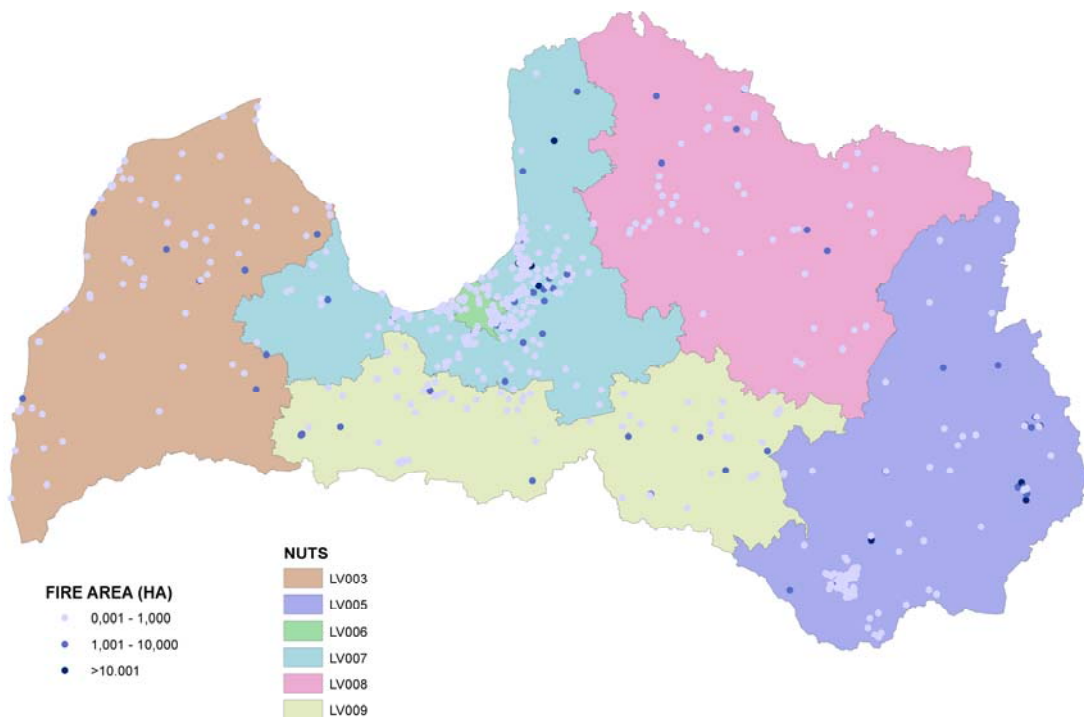 NUTS
LV003
FIRE AREA (HA)
LV005
0,001 - 1,000
LV006
1,001 - 10,000
LV007
>10.001
LV008
LV009